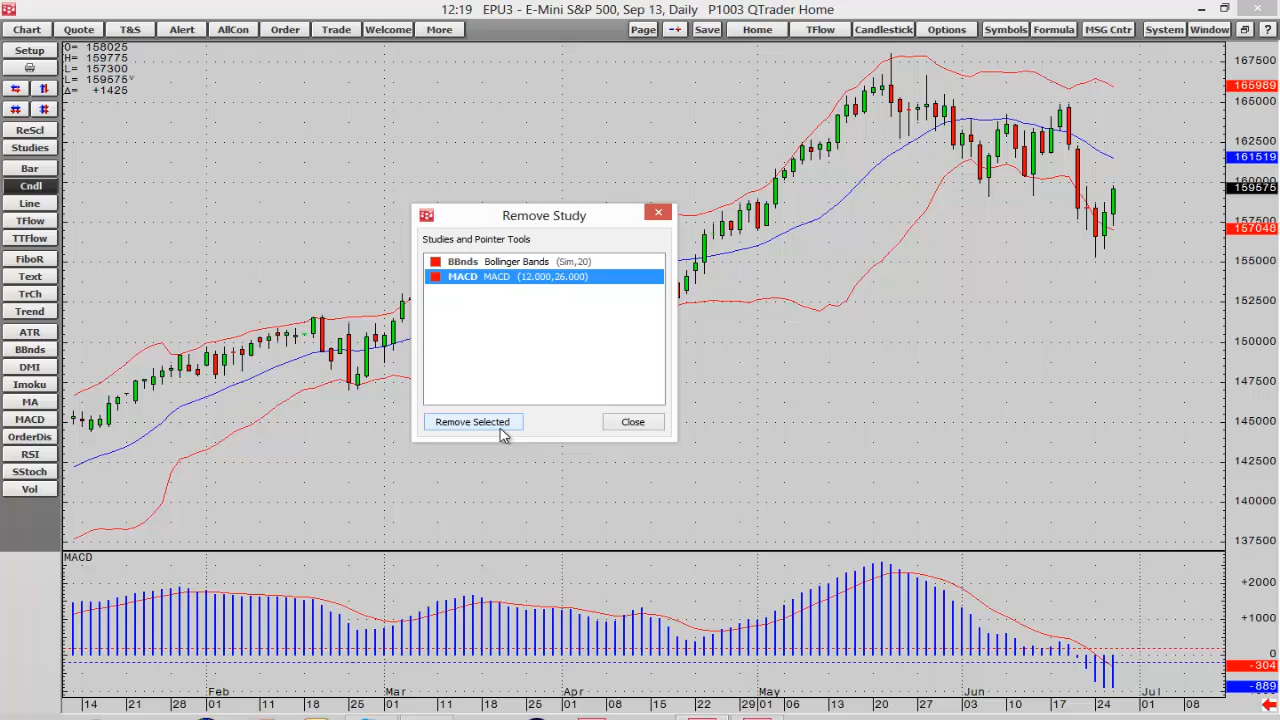 12:19 EPU3 - E-Mini S&P 500, Sep 13, Daily P1003 QTrader Home
Chart Quote T&S Alert AllCon Order Trade Welcome More Page -+ Save Home TFlow Candlestick Options Symbols Formula MSG Cntr System Window ?
Setup
ReScl
Studies
Bar
Cndl
Line
TFlow
TTFlow
FiboR
Text
TrCh
Trend
ATR
BBnds
DMI
Imoku
MA
MACD
OrderDis
RSI
SStoch
Vol
O= 158025
H= 159775
L= 157300
L= 159675v
Δ= +1425
Remove Study
Studies and Pointer Tools
BBnds Bollinger Bands (Sim,20)
MACD MACD (12.000,26.000)
Remove Selected Close
167500
165989
165000
162500
161519
160000
159675
157500
157048
155000
152500
150000
147500
145000
142500
140000
137500
MACD
+2000
+1000
0
-304
-889
Feb Mar Apr May Jun Jul
14 21 28 01 11 18 25 01 11 18 25 01 08 15 22 29 01 06 13 20 28 03 10 17 24 01 08